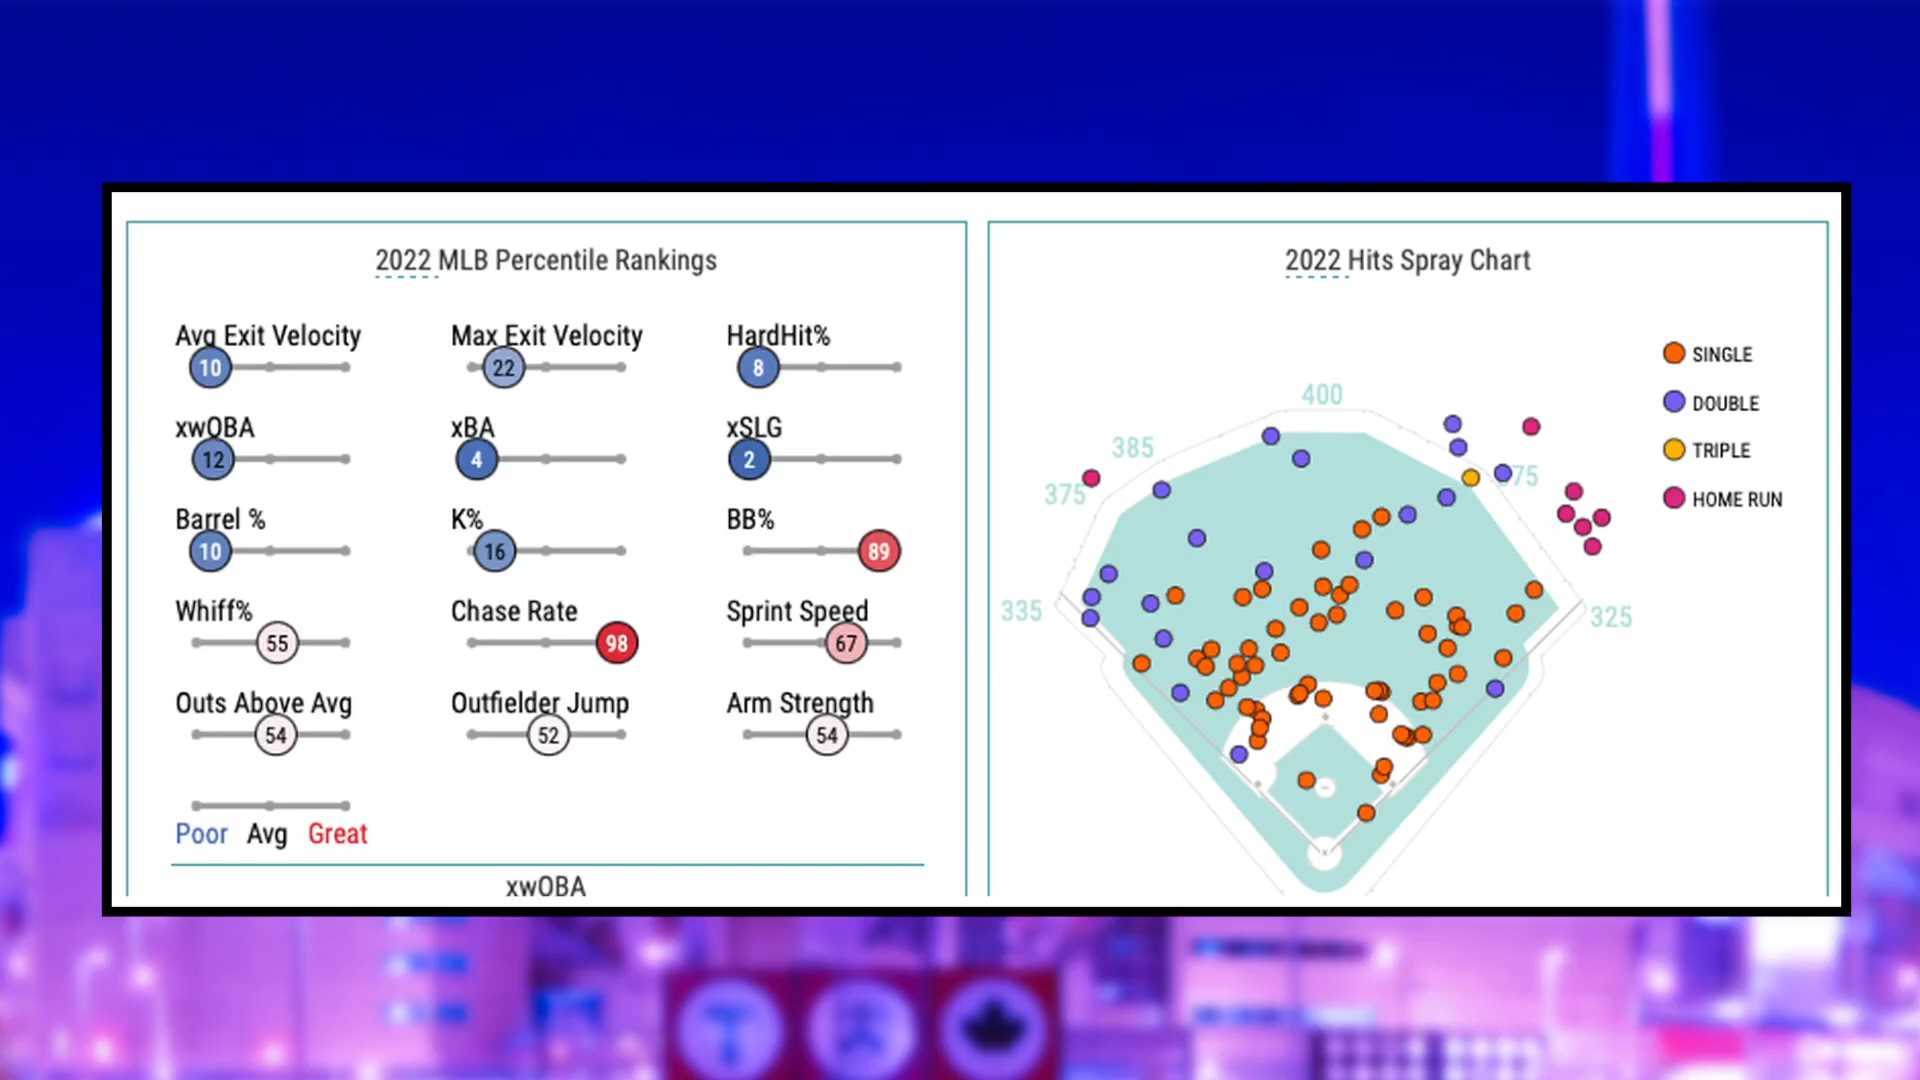 2022 MLB Percentile Rankings
Avg Exit Velocity
10
Max Exit Velocity
22
HardHit%
8
xwOBA
12
xBA
4
xSLG
2
Barrel %
10
K%
16
BB%
89
Whiff%
55
Chase Rate
98
Sprint Speed
67
Outs Above Avg
54
Outfielder Jump
52
Arm Strength
54
Poor Avg Great
xwOBA
2022 Hits Spray Chart
SINGLE
DOUBLE
TRIPLE
HOME RUN
400
385
375
75
335
325